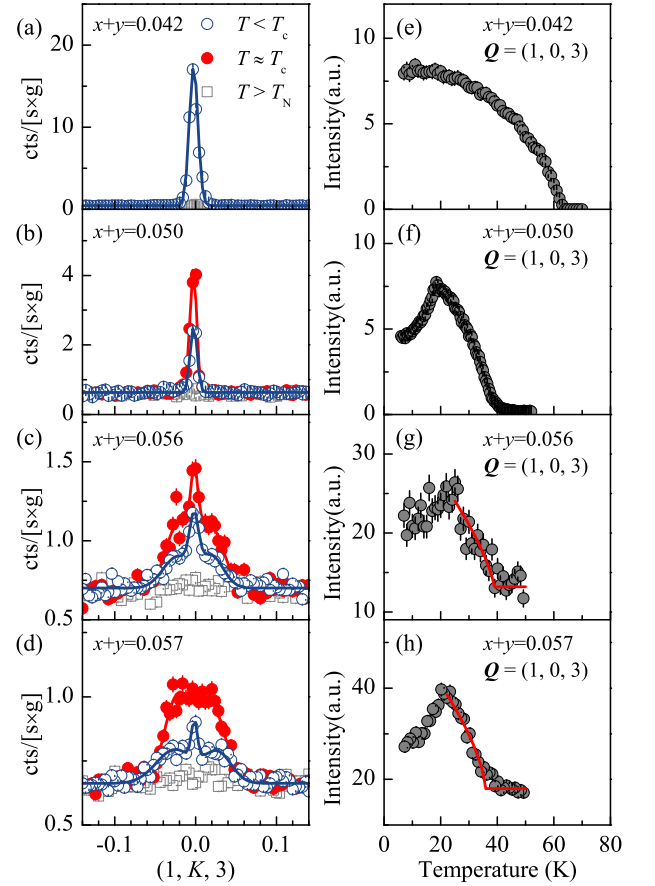 (a) x+y=0.042
T < Tc
T ≈ Tc
T > TN
cts/[s×g]
20
15
10
5
0
(e) x+y=0.042
Q = (1, 0, 3)
Intensity(a.u.)
10
5
0
(b) x+y=0.050
cts/[s×g]
4
2
0
(f) x+y=0.050
Q = (1, 0, 3)
Intensity(a.u.)
10
5
0
(c) x+y=0.056
cts/[s×g]
1.5
1.0
0.5
(g) x+y=0.056
Q = (1, 0, 3)
Intensity(a.u.)
30
20
10
(d) x+y=0.057
cts/[s×g]
1.0
0.5
-0.1 0.0 0.1
(1, K, 3)
(h) x+y=0.057
Q = (1, 0, 3)
Intensity(a.u.)
40
20
0 20 40 60 80
Temperature (K)